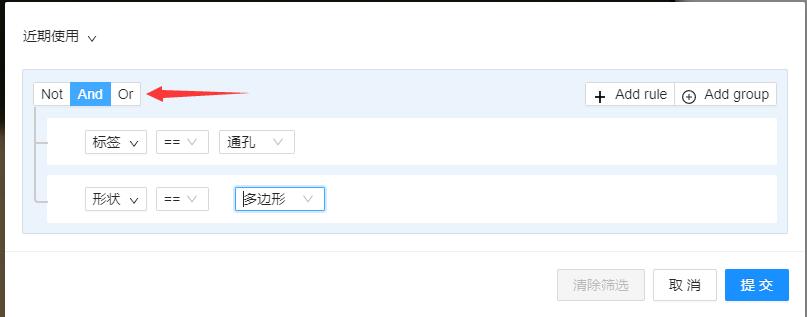 近期使用
Not And Or Add rule Add group
标签 == 通孔
形状 == 多边形
清除筛选 取消 提交